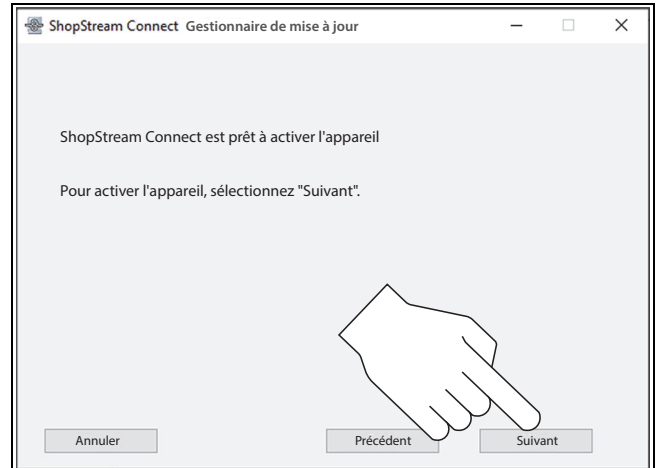 ShopStream Connect Gestionnaire de mise à jour
ShopStream Connect est prêt à activer l'appareil
Pour activer l'appareil, sélectionnez "Suivant".
Annuler Précédent Suivant